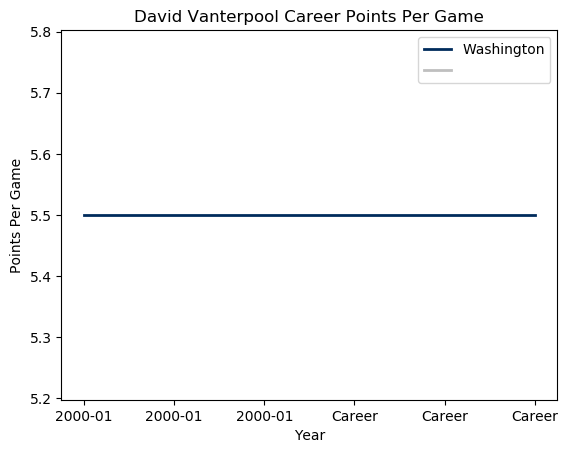 David Vanterpool Career Points Per Game
Washington
Points Per Game
5.8
5.7
5.6
5.5
5.4
5.3
5.2
2000-01 2000-01 2000-01 Career Career Career
Year